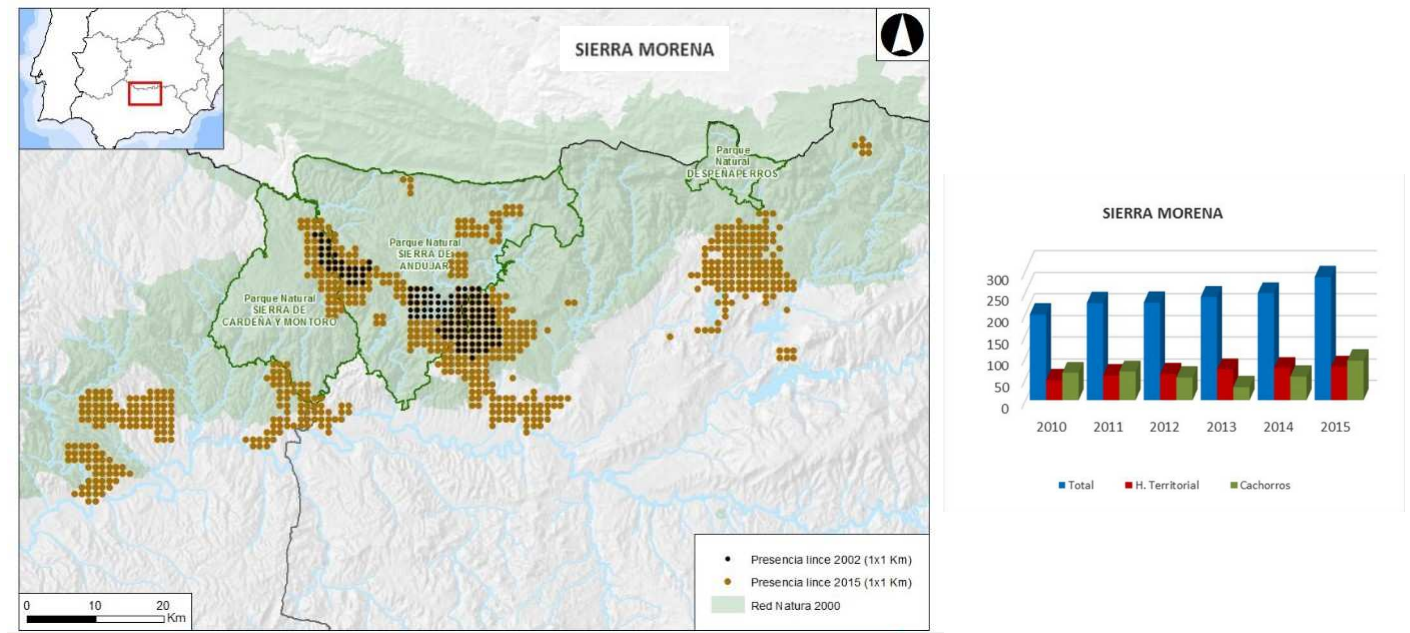 SIERRA MORENA
Parque
Natural
DESPEÑAPERROS
Parque Natural
SIERRA DE
ANDUJAR
Parque Natural
SIERRA DE
CARDEÑA Y MONTORO
Presencia lince 2002 (1x1 Km)
Presencia lince 2015 (1x1 Km)
Red Natura 2000
0 10 20
Km
SIERRA MORENA
300
250
200
150
100
50
0
2010 2011 2012 2013 2014 2015
Total H. Territorial Cachorros